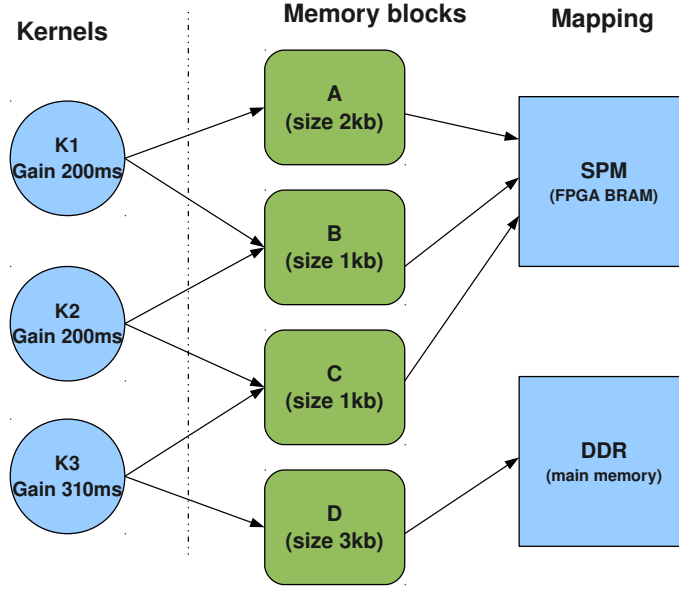 Kernels
Memory blocks
Mapping
K1
Gain 200ms
K2
Gain 200ms
K3
Gain 310ms
A
(size 2kb)
B
(size 1kb)
C
(size 1kb)
D
(size 3kb)
SPM
(FPGA BRAM)
DDR
(main memory)